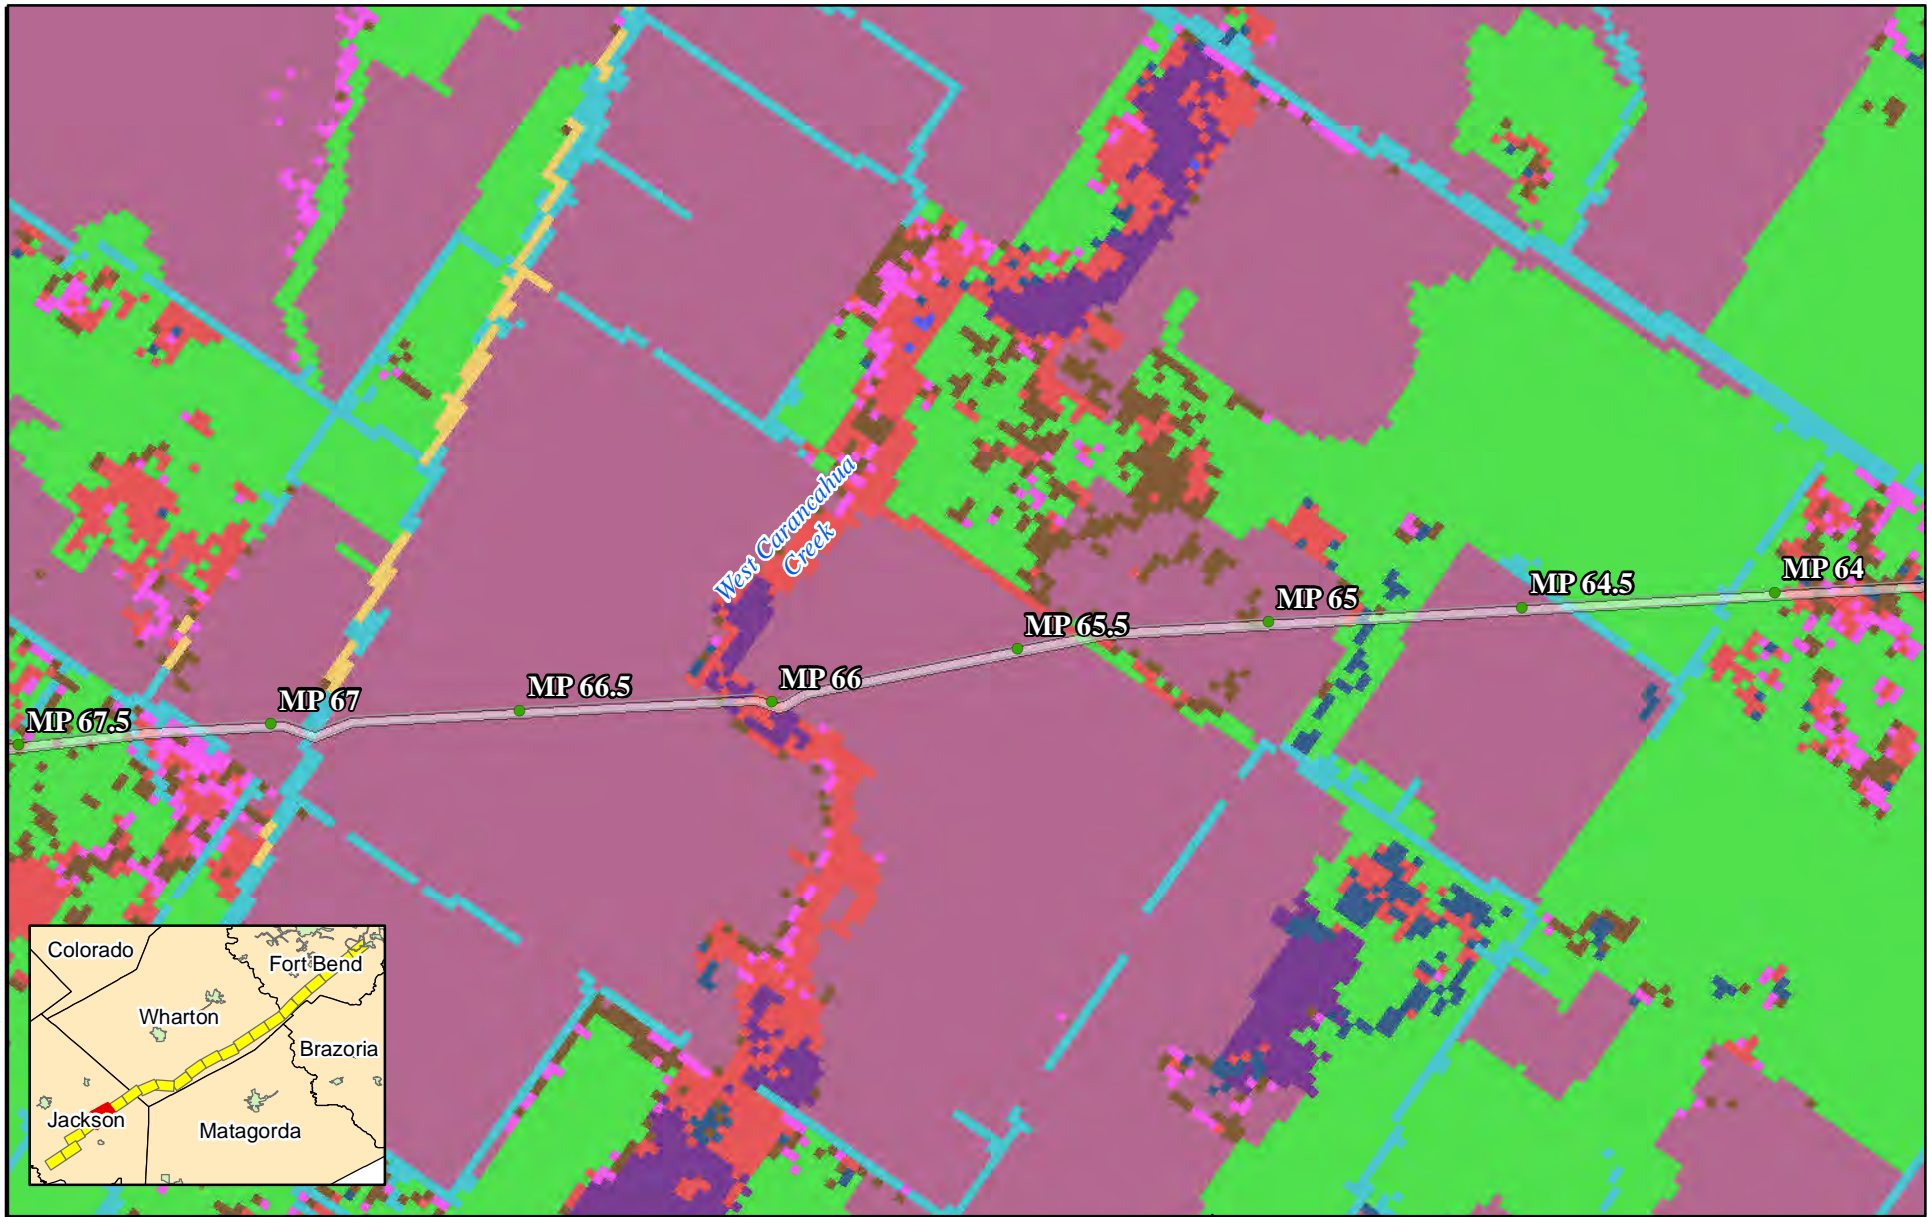 West Carancahua
Creek
MP 64
MP 64.5
MP 65
MP 65.5
MP 66
MP 66.5
MP 67
MP 67.5
Colorado
Fort Bend
Wharton
Brazoria
Jackson
Matagorda